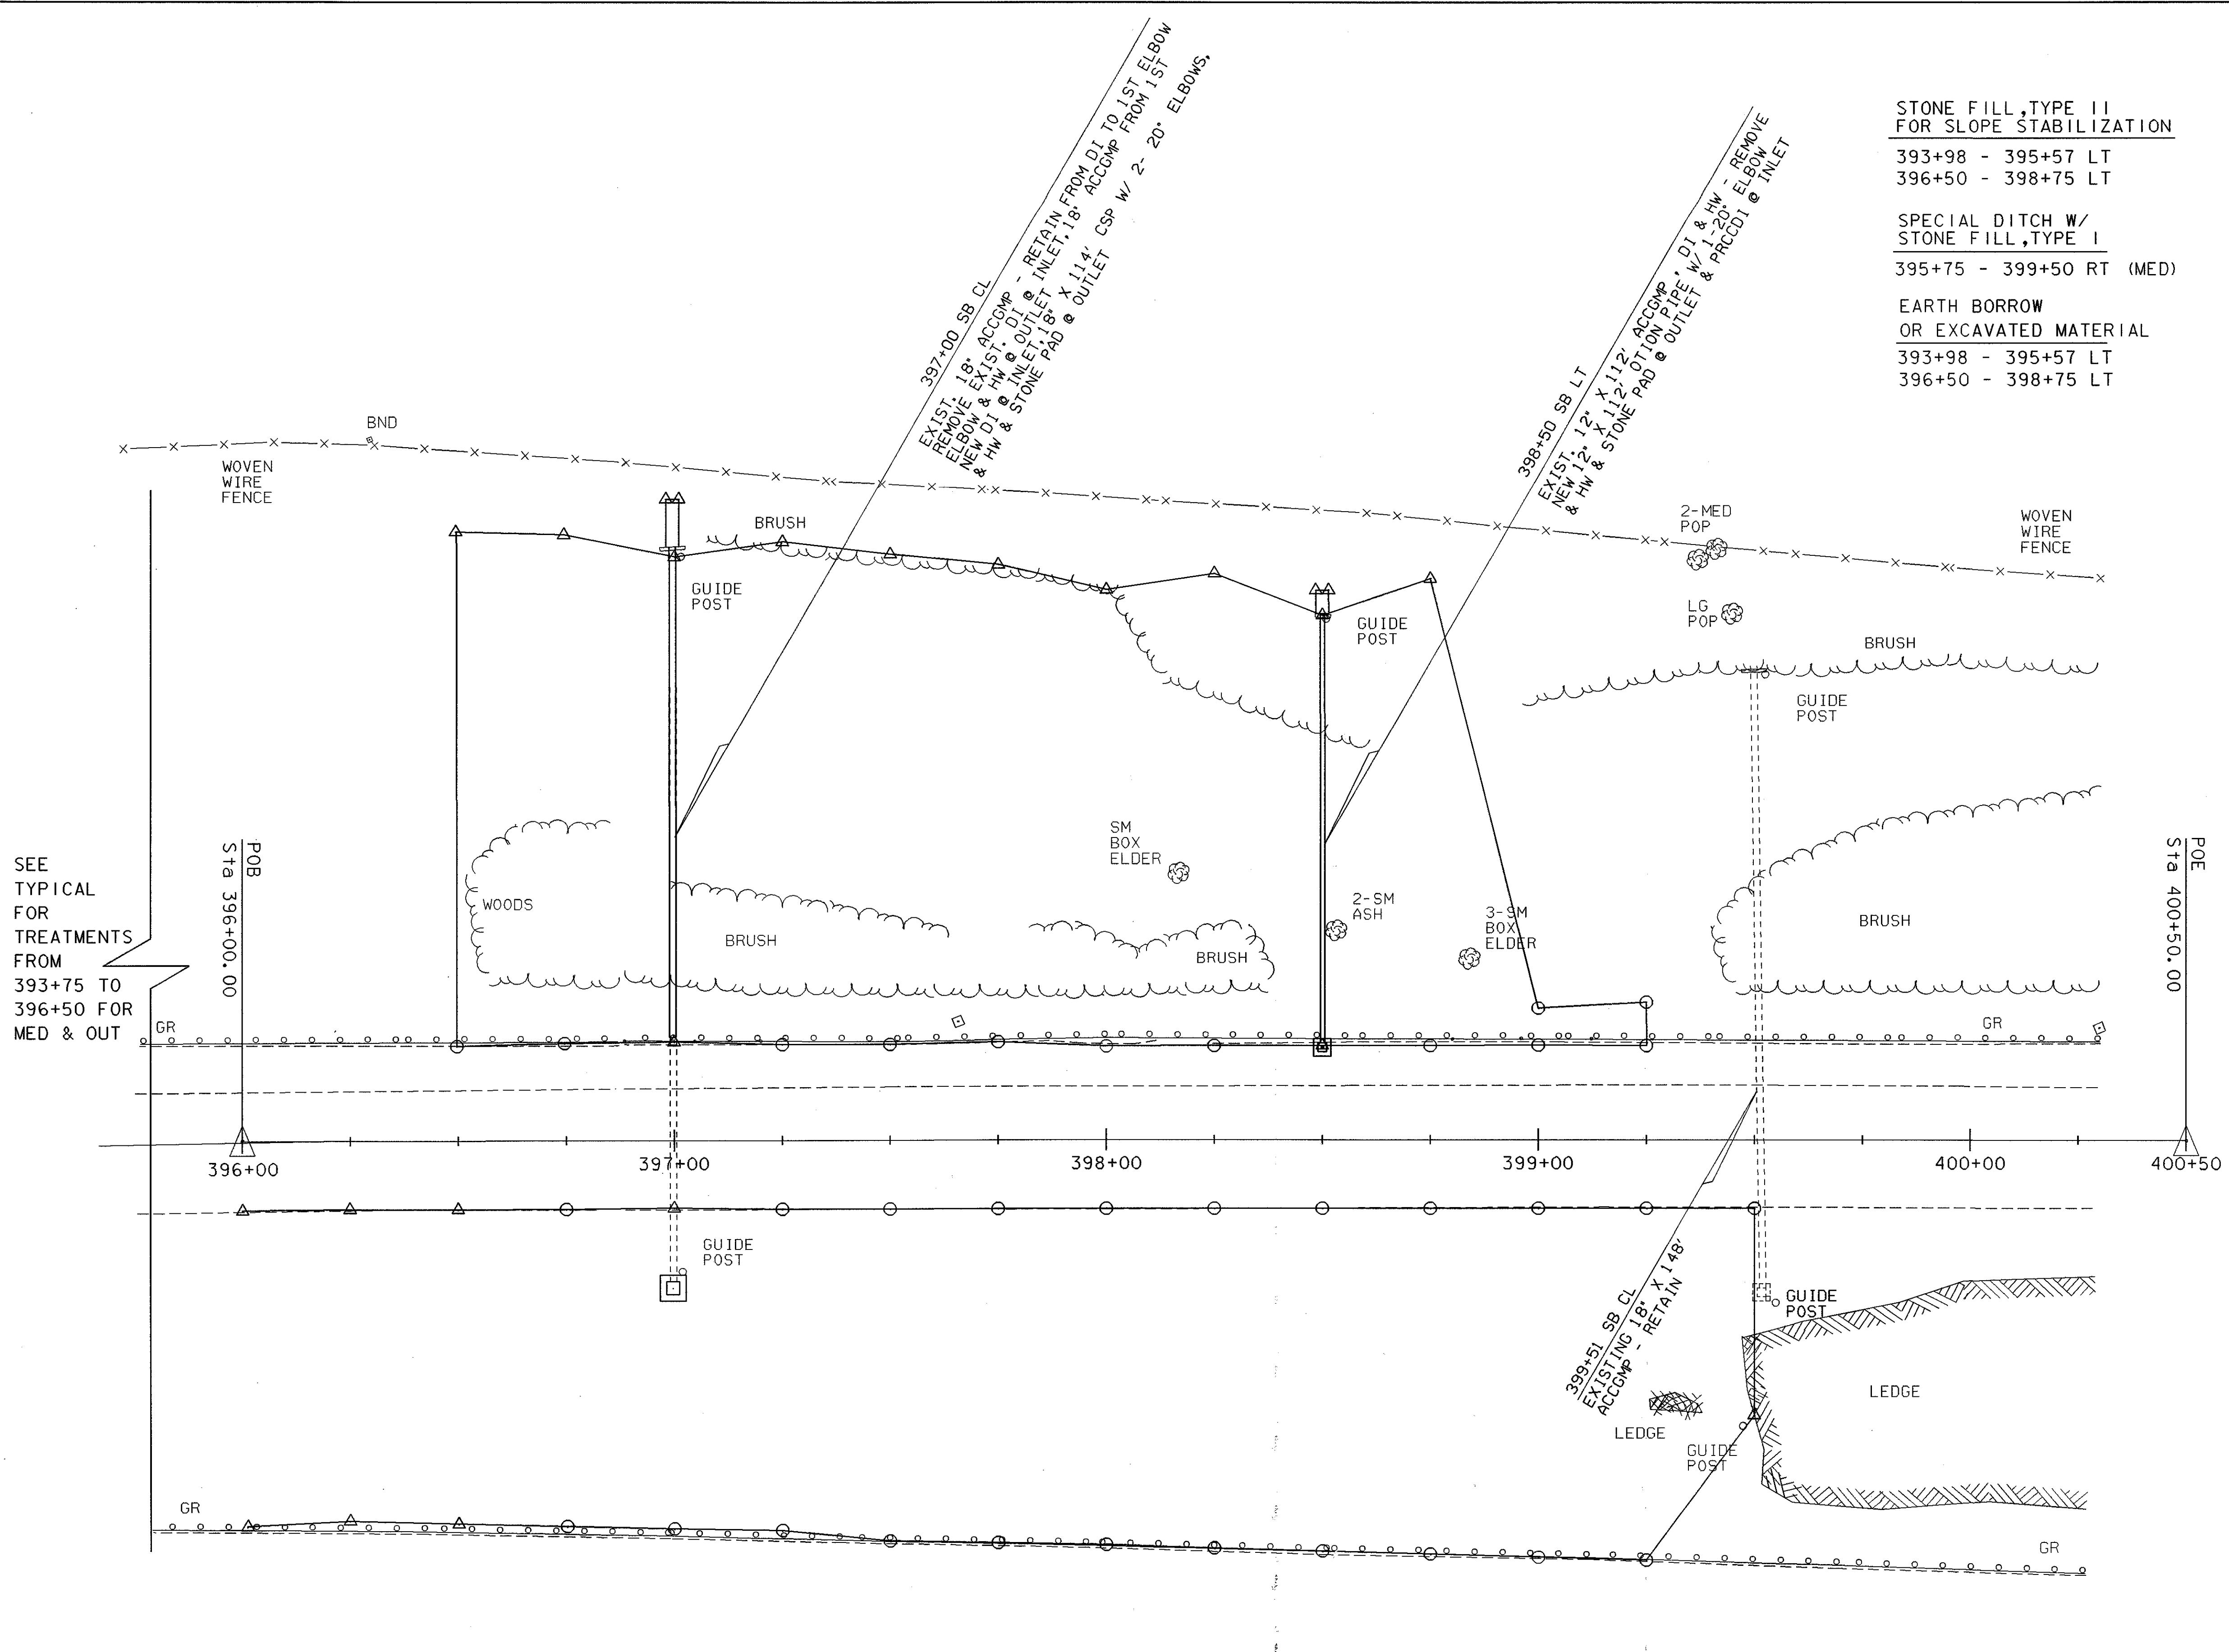 STONE FILL,TYPE II
FOR SLOPE STABILIZATION
393+98 - 395+57 LT
396+50 - 398+75 LT
SPECIAL DITCH W/
STONE FILL,TYPE I
395+75 - 399+50 RT (MED)
EARTH BORROW
OR EXCAVATED MATERIAL
393+98 - 395+57 LT
396+50 - 398+75 LT
397+00 SB CL
EXIST. 18" ACCGMP - RETAIN FROM DI TO 1ST ELBOW
REMOVE EXIST. DI @ INLET,18" ACCGMP FROM 1ST
ELBOW & HW @ OUTLET
NEW DI @ INLET,18" X 114' CSP W/ 2- 20° ELBOWS,
& HW & STONE PAD @ OUTLET
398+50 SB LT
EXIST. 12" X 112' ACCGMP , DI & HW - REMOVE
NEW 12" X 112' OTION PIPE W/ 1-20° ELBOW
& HW & STONE PAD @ OUTLET & PRCCDI @ INLET
BND
WOVEN
WIRE
FENCE
BRUSH
GUIDE
POST
GUIDE
POST
2-MED
POP
WOVEN
WIRE
FENCE
LG
POP
BRUSH
GUIDE
POST
SM
BOX
ELDER
2-SM
ASH
3-SM
BOX
ELDER
WOODS
BRUSH
BRUSH
BRUSH
SEE
TYPICAL
FOR
TREATMENTS
FROM
393+75 TO
396+50 FOR
MED & OUT
POB
Sta 396+00.00
POE
Sta 400+50.00
GR
GR
396+00
397+00
398+00
399+00
400+00
400+50
GUIDE
POST
399+51 SB CL
EXISTING 18" X 148'
ACCGMP - RETAIN
GUIDE
POST
LEDGE
LEDGE
GUIDE
POST
GR
GR